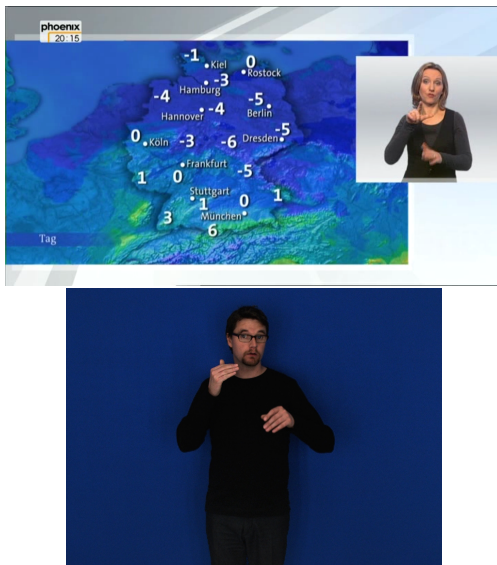 phoenix
20:15
-1
Kiel
0
Rostock
-3
Hamburg
-4
-5
Hannover
-4
Berlin
0
Köln
-3
-6
Dresden
-5
Frankfurt
1
0
-5
Stuttgart
1
0
1
3
München
6
Tag